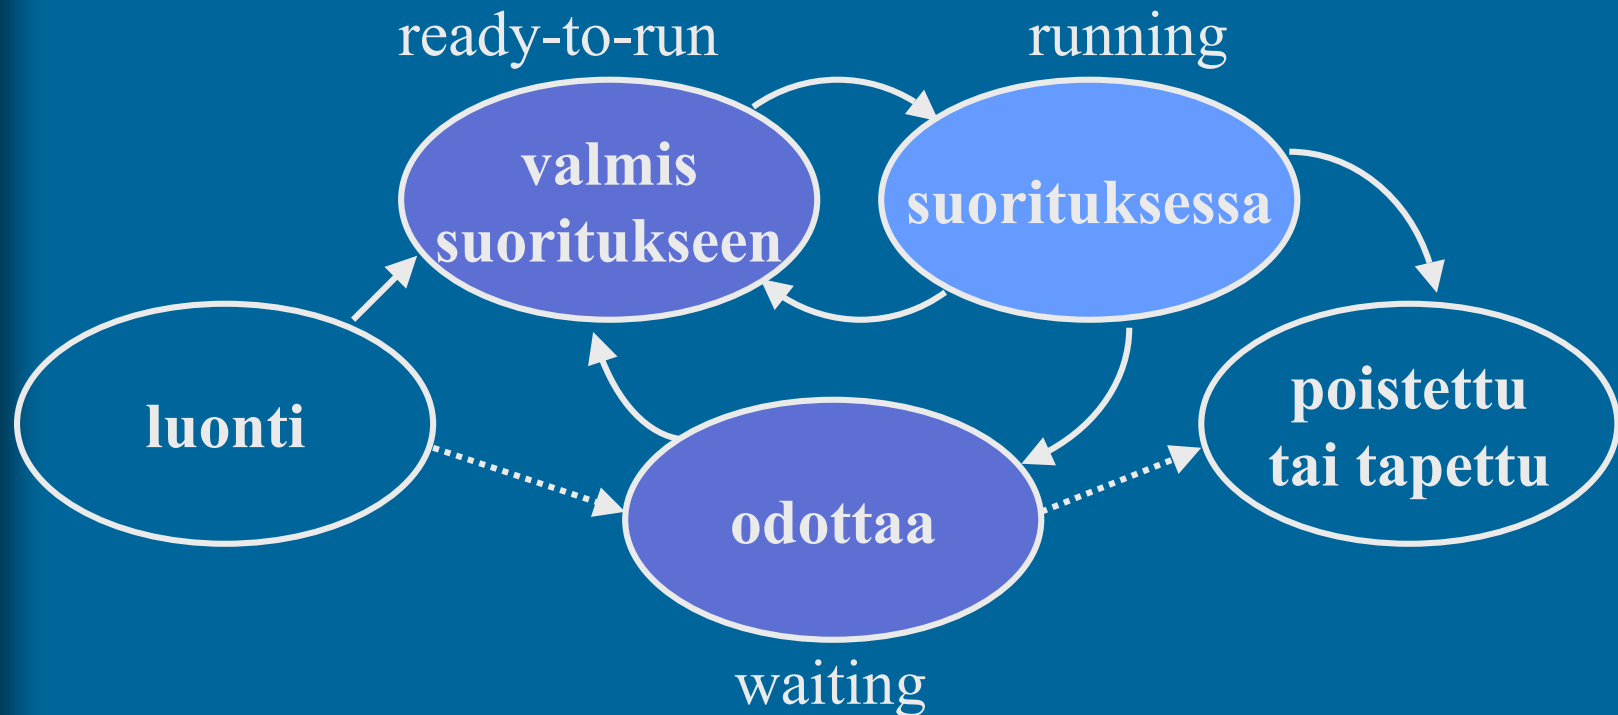 ready-to-run
running
valmis
suoritukseen
suorituksessa
luonti
poistettu
tai tapettu
odottaa
waiting